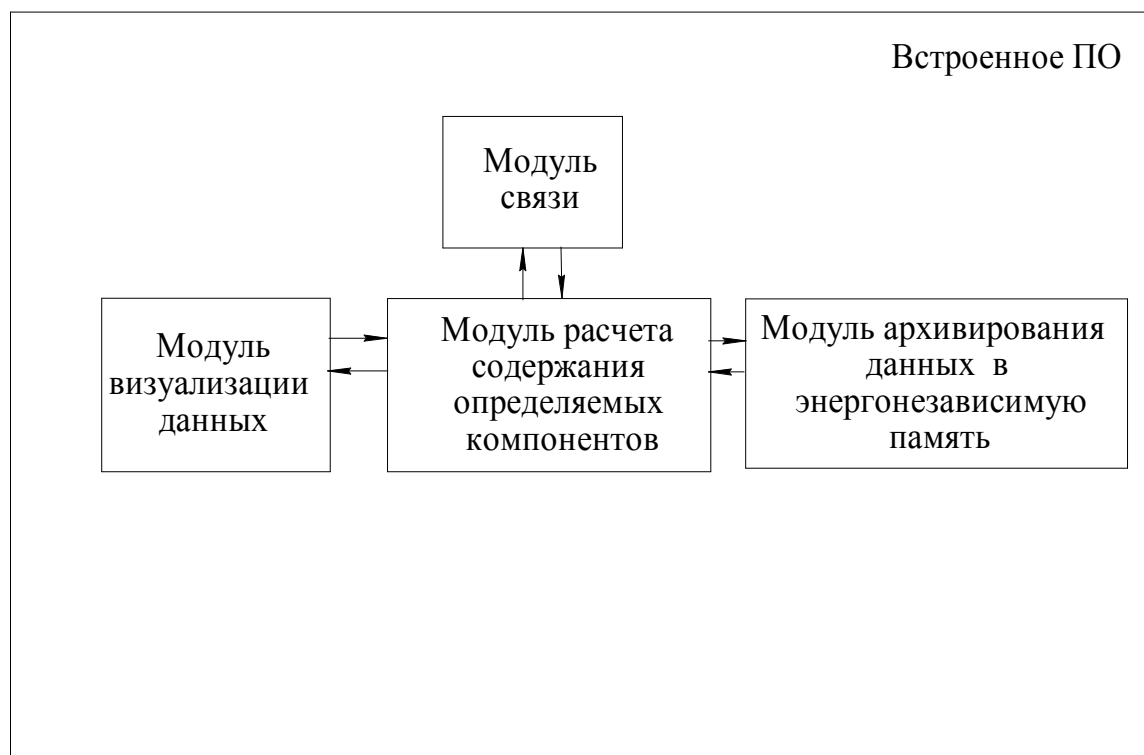 Встроенное ПО
Модуль
связи
Модуль
визуализации
данных
Модуль расчета
содержания
определяемых
компонентов
Модуль архивирования
данных в
энергонезависимую
память